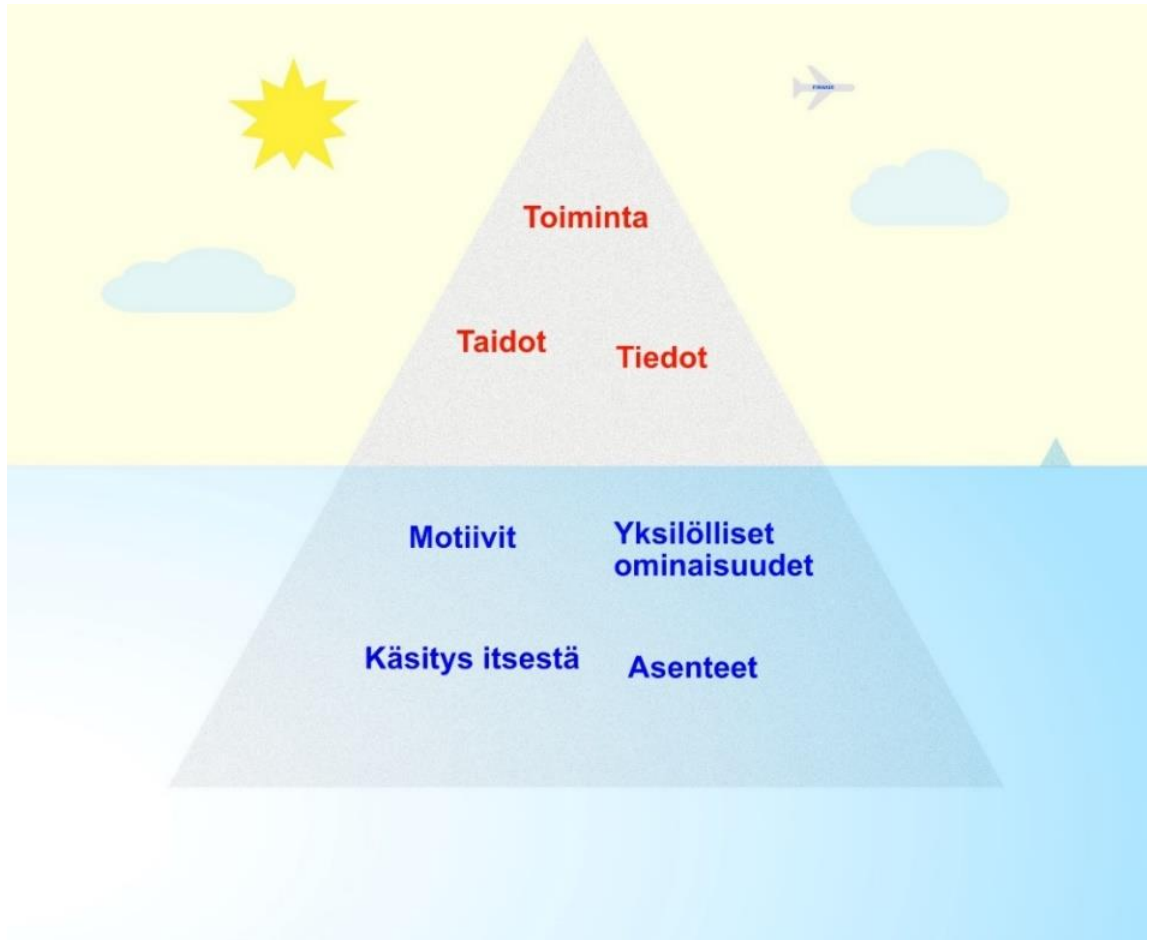 Toiminta
Taidot
Tiedot
Motiivit
Yksilölliset
ominaisuudet
Käsitys itsestä
Asenteet